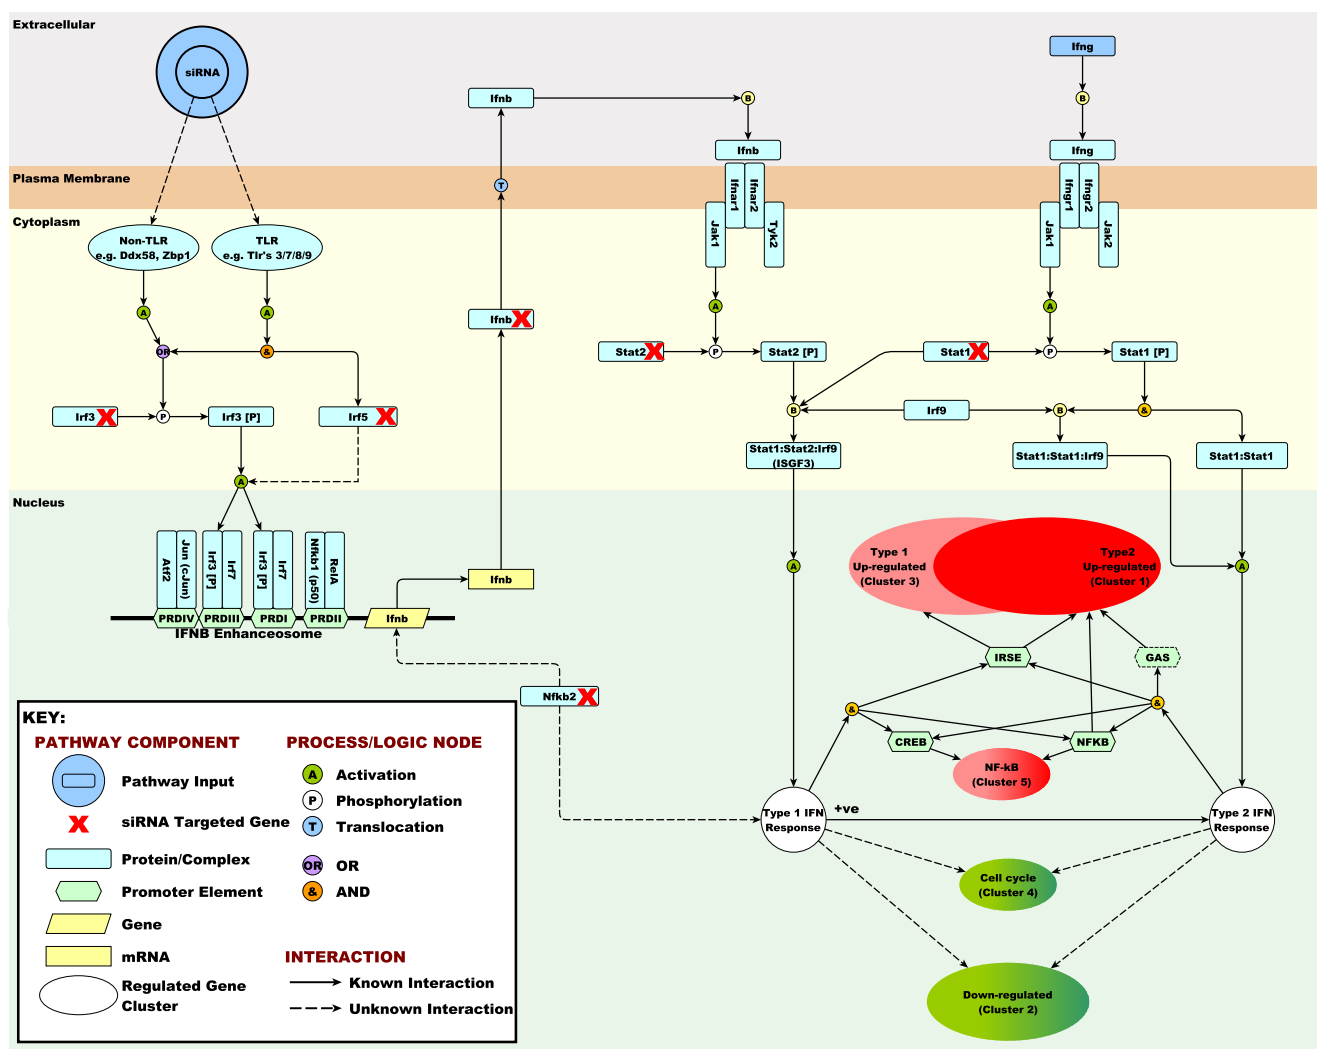 Extracellular
siRNA
Ifng
Ifnb
B
B
Ifnb
Ifng
Plasma Membrane
T
Ifnar1
Ifnar2
Ifngr1
Ifngr2
Cytoplasm
Jak1
Tyk2
Jak1
Jak2
Non-TLR
e.g. Ddx58, Zbp1
TLR
e.g. Tlr's 3/7/8/9
A
A
Ifnb
A
A
OR
&
Stat2
P
Stat2 [P]
Stat1
P
Stat1 [P]
Irf3
P
Irf3 [P]
Irf5
B
Irf9
B
&
Stat1:Stat2:Irf9
(ISGF3)
Stat1:Stat1:Irf9
Stat1:Stat1
A
Nucleus
Atf2
Jun (cJun)
Irf3 [P]
Irf7
Irf3 [P]
Irf7
Nfkb1 (p50)
RelA
Ifnb
A
Type 1
Up-regulated
(Cluster 3)
Type2
Up-regulated
(Cluster 1)
A
PRDIV
PRDIII
PRDI
PRDII
Ifnb
IFNB Enhanceosome
IRSE
GAS
Nfkb2
&
&
CREB
NFKB
NF-kB
(Cluster 5)
Type 1 IFN
Response
+ve
Type 2 IFN
Response
Cell cycle
(Cluster 4)
Down-regulated
(Cluster 2)
KEY:
PATHWAY COMPONENT
Pathway Input
siRNA Targeted Gene
Protein/Complex
Promoter Element
Gene
mRNA
Regulated Gene
Cluster
PROCESS/LOGIC NODE
A Activation
P Phosphorylation
T Translocation
OR OR
& AND
INTERACTION
Known Interaction
Unknown Interaction